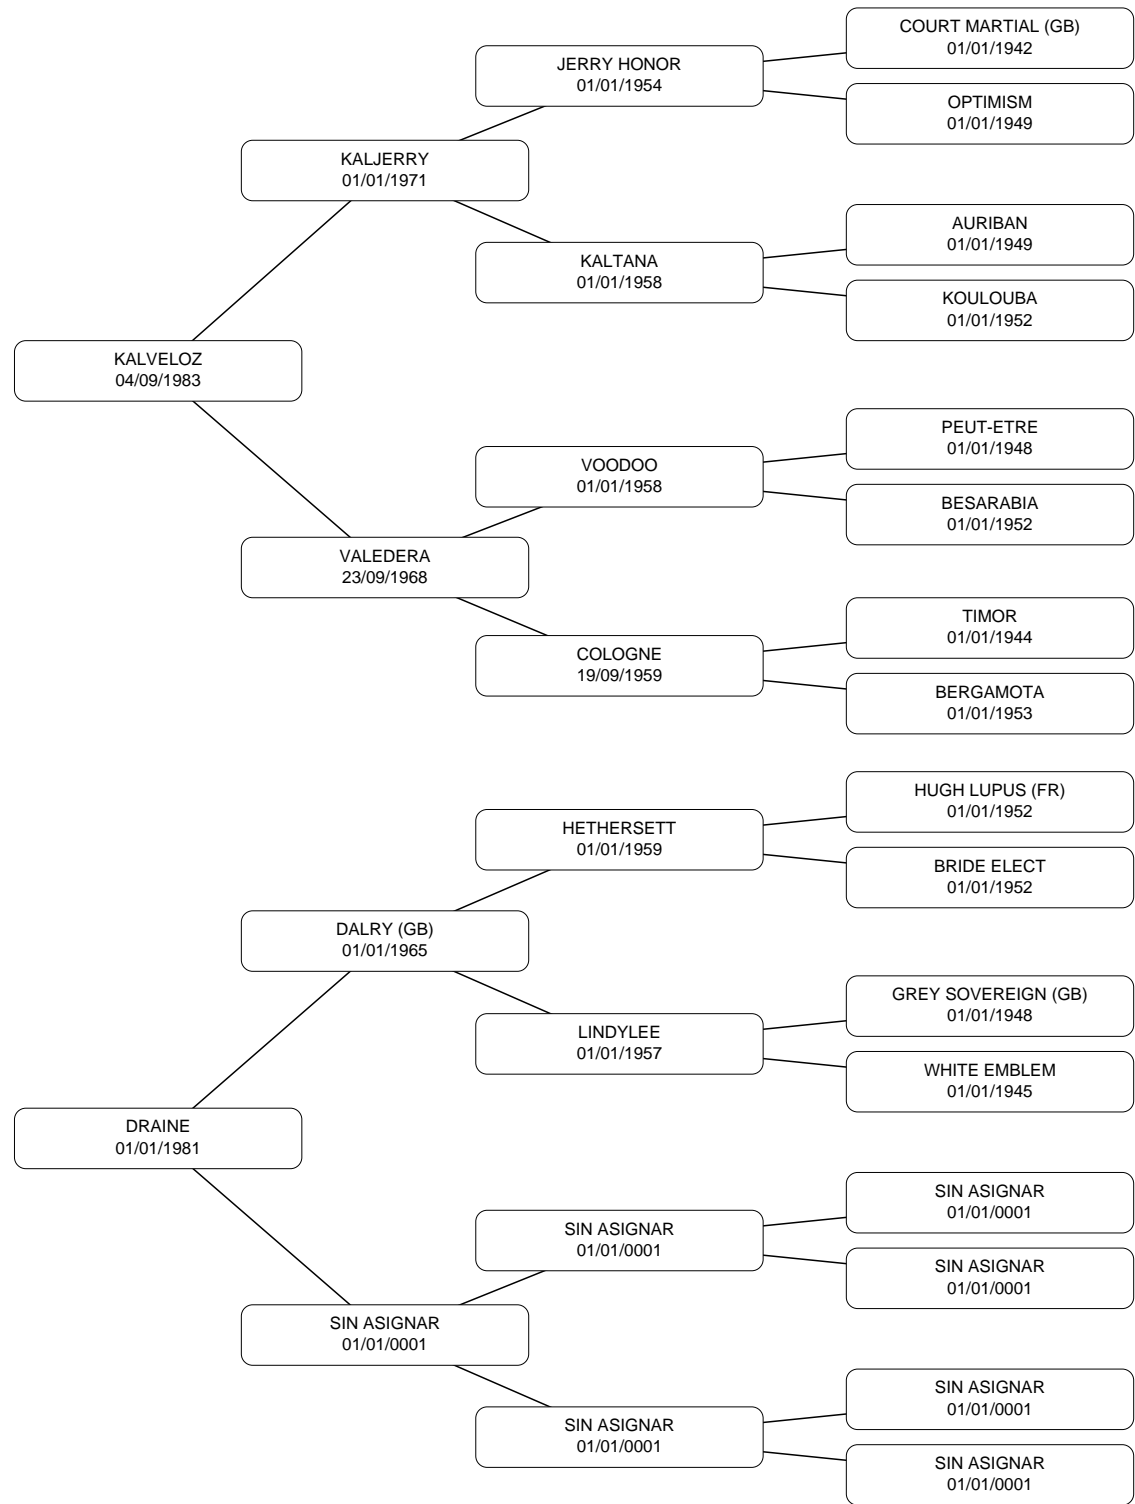 COURT MARTIAL (GB)
01/01/1942
JERRY HONOR
01/01/1954
OPTIMISM
01/01/1949
KALJERRY
01/01/1971
AURIBAN
01/01/1949
KALTANA
01/01/1958
KOULOUBA
01/01/1952
KALVELOZ
04/09/1983
PEUT-ETRE
01/01/1948
VOODOO
01/01/1958
BESARABIA
01/01/1952
VALEDERA
23/09/1968
TIMOR
01/01/1944
COLOGNE
19/09/1959
BERGAMOTA
01/01/1953
HUGH LUPUS (FR)
01/01/1952
HETHERSETT
01/01/1959
BRIDE ELECT
01/01/1952
DALRY (GB)
01/01/1965
GREY SOVEREIGN (GB)
01/01/1948
LINDYLEE
01/01/1957
WHITE EMBLEM
01/01/1945
DRAINE
01/01/1981
SIN ASIGNAR
01/01/0001
SIN ASIGNAR
01/01/0001
SIN ASIGNAR
01/01/0001
SIN ASIGNAR
01/01/0001
SIN ASIGNAR
01/01/0001
SIN ASIGNAR
01/01/0001
SIN ASIGNAR
01/01/0001